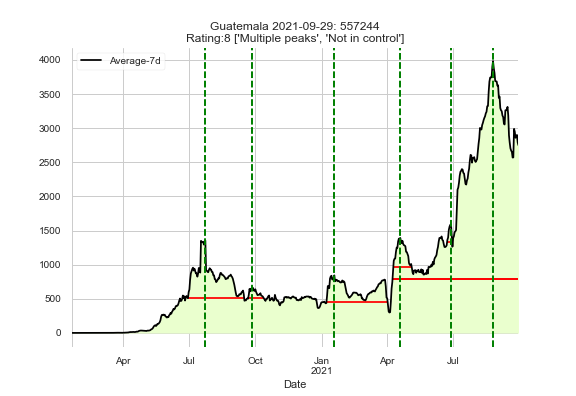 Guatemala 2021-09-29: 557244
Rating:8 ['Multiple peaks', 'Not in control']
Average-7d
4000
3500
3000
2500
2000
1500
1000
500
0
Apr Jul Oct Jan Apr Jul
2021
Date